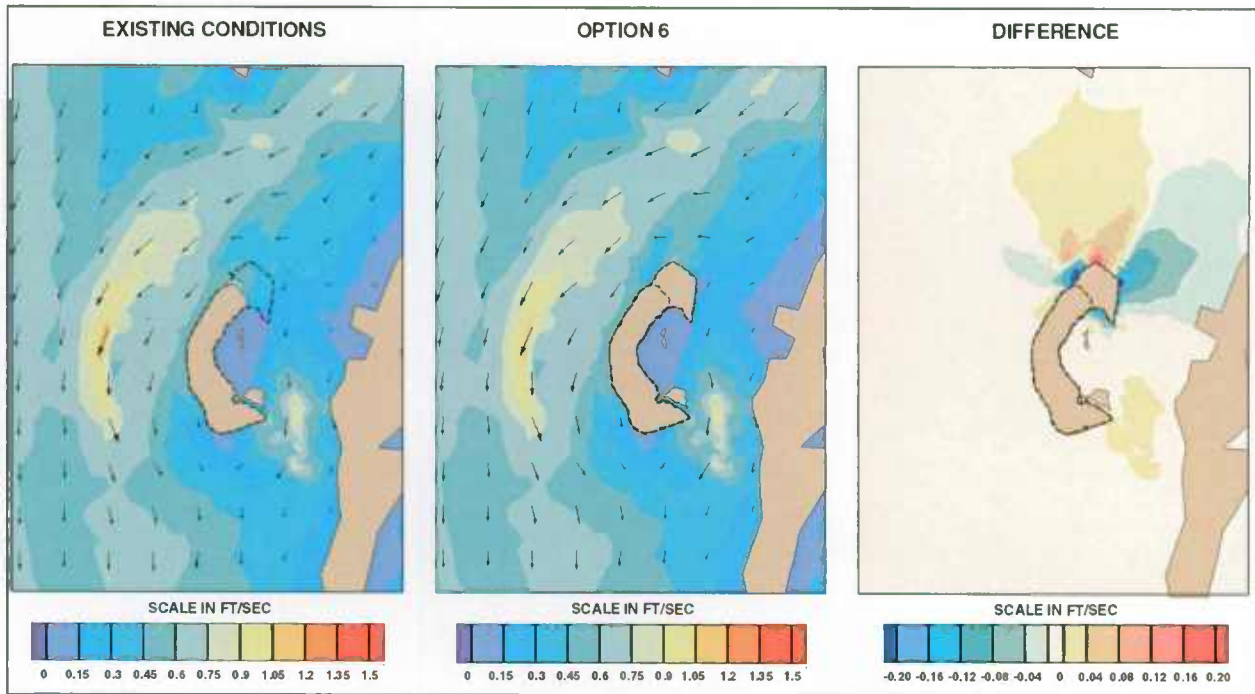 EXISTING CONDITIONS
OPTION 6
DIFFERENCE
SCALE IN FT/SEC
0 0.15 0.3 0.45 0.6 0.75 0.9 1.05 1.2 1.35 1.5
SCALE IN FT/SEC
0 0.15 0.3 0.45 0.6 0.75 0.9 1.05 1.2 1.35 1.5
SCALE IN FT/SEC
-0.20 -0.16 -0.12 -0.08 -0.04 0 0.04 0.08 0.12 0.16 0.20